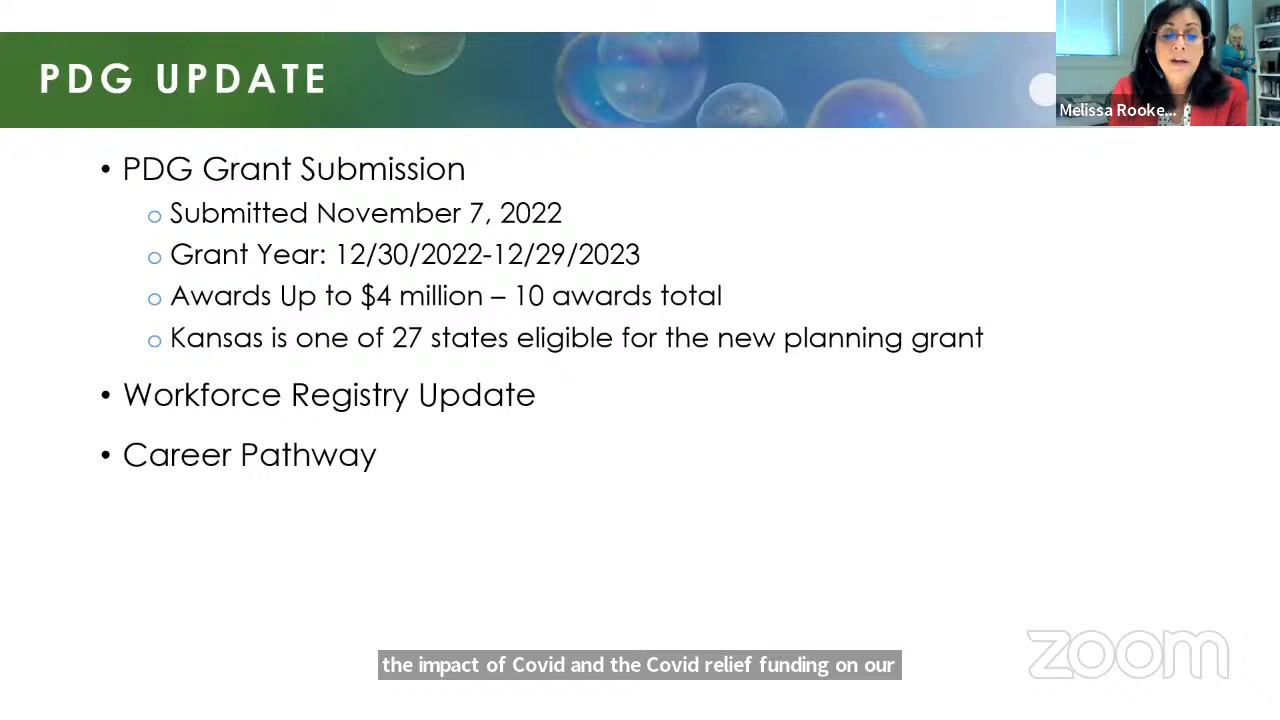 PDG UPDATE
Melissa Rooke...
• PDG Grant Submission
o Submitted November 7, 2022
o Grant Year: 12/30/2022-12/29/2023
o Awards Up to $4 million – 10 awards total
o Kansas is one of 27 states eligible for the new planning grant
• Workforce Registry Update
• Career Pathway
the impact of Covid and the Covid relief funding on our
zoom